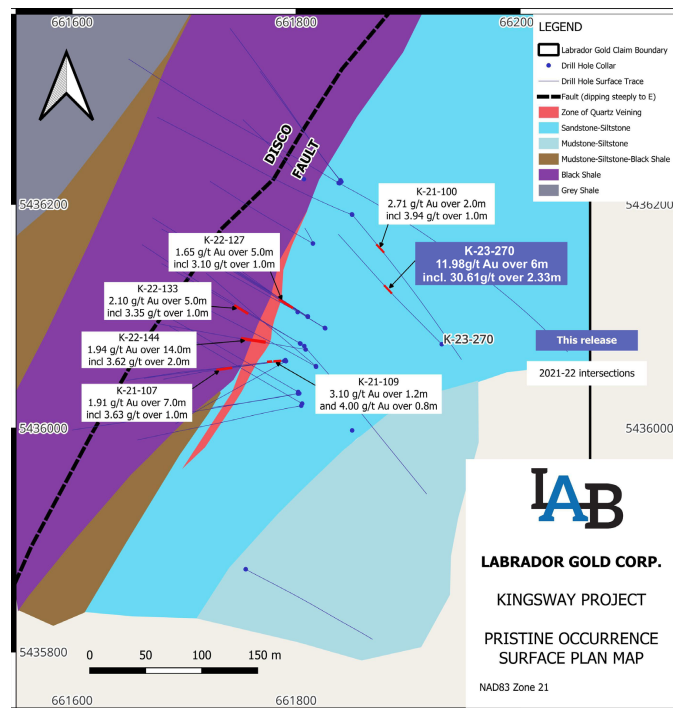 661600
661800
66200
LEGEND
Labrador Gold Claim Boundary
Drill Hole Collar
Drill Hole Surface Trace
Fault (dipping steeply to E)
Zone of Quartz Veining
Sandstone-Siltstone
Mudstone-Siltstone
Mudstone-Siltstone-Black Shale
Black Shale
Grey Shale
DISCO
FAULT
5436200
5436200
K-21-100
2.71 g/t Au over 2.0m
incl 3.94 g/t over 1.0m
K-22-127
1.65 g/t Au over 5.0m
incl 3.10 g/t over 1.0m
K-23-270
11.98g/t Au over 6m
incl. 30.61g/t over 2.33m
K-22-133
2.10 g/t Au over 5.0m
incl 3.35 g/t over 1.0m
K-22-144
1.94 g/t Au over 14.0m
incl 3.62 g/t over 2.0m
K-23-270
This release
2021-22 intersections
K-21-107
1.91 g/t Au over 7.0m
incl 3.63 g/t over 1.0m
K-21-109
3.10 g/t Au over 1.2m
and 4.00 g/t Au over 0.8m
5436000
5436000
LAB
LABRADOR GOLD CORP.
KINGSWAY PROJECT
PRISTINE OCCURRENCE
SURFACE PLAN MAP
NAD83 Zone 21
5435800
0 50 100 150 m
661600
661800